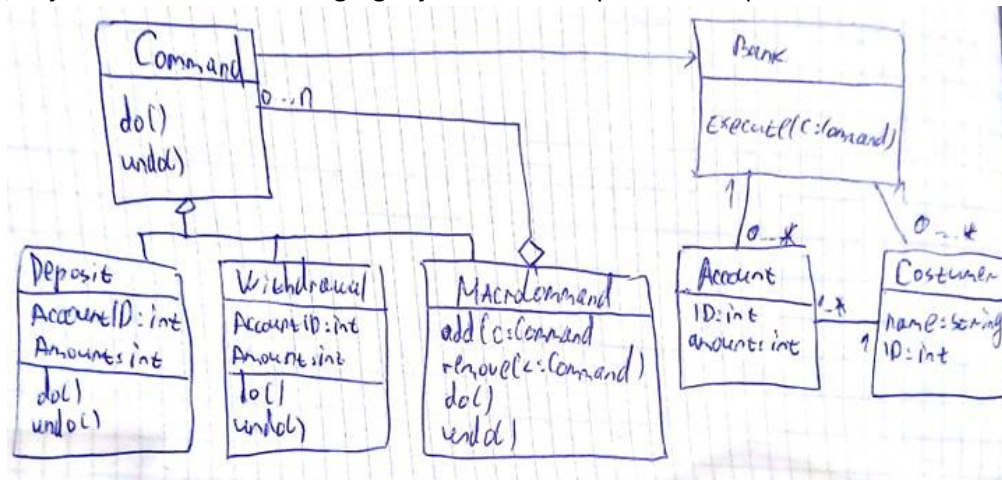 Command
do()
undo()
0...n
Bank
Execute(c:Command)
1
0...*
0...*
Deposit
AccountID: int
Amount: int
do()
undo()
Withdrawal
AccountID: int
Amount: int
do()
undo()
MAcroCommand
add(c:Command
remove(c:Command)
do()
undo()
Account
ID: int
amount: int
1
Costumer
name: string
ID: int